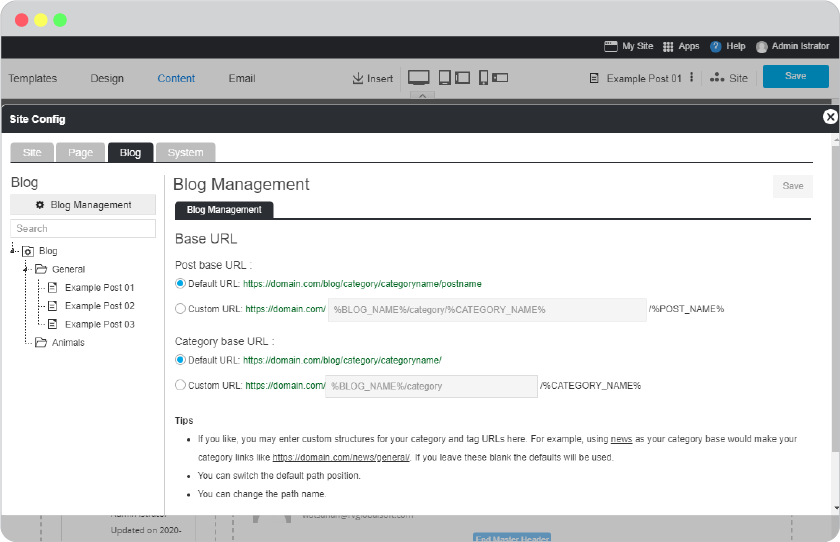 My Site Apps ? Help Admin Istrator
Templates Design Content Email Insert Example Post 01 Site Save
Site Config
Site Page Blog System
Blog
Blog Management
Search
Blog
General
Example Post 01
Example Post 02
Example Post 03
Animals
Blog Management
Save
Blog Management
Base URL
Post base URL :
Default URL: https://domain.com/blog/category/categoryname/postname
Custom URL: https://domain.com/ %BLOG_NAME%/category/%CATEGORY_NAME% /%POST_NAME%
Category base URL :
Default URL: https://domain.com/blog/category/categoryname/
Custom URL: https://domain.com/ %BLOG_NAME%/category /%CATEGORY_NAME%
Tips
If you like, you may enter custom structures for your category and tag URLs here. For example, using news as your category base would make your
category links like https://domain.com/news/general/. If you leave these blank the defaults will be used.
You can switch the default path position.
You can change the path name.
Updated on 2020-
End Master Header